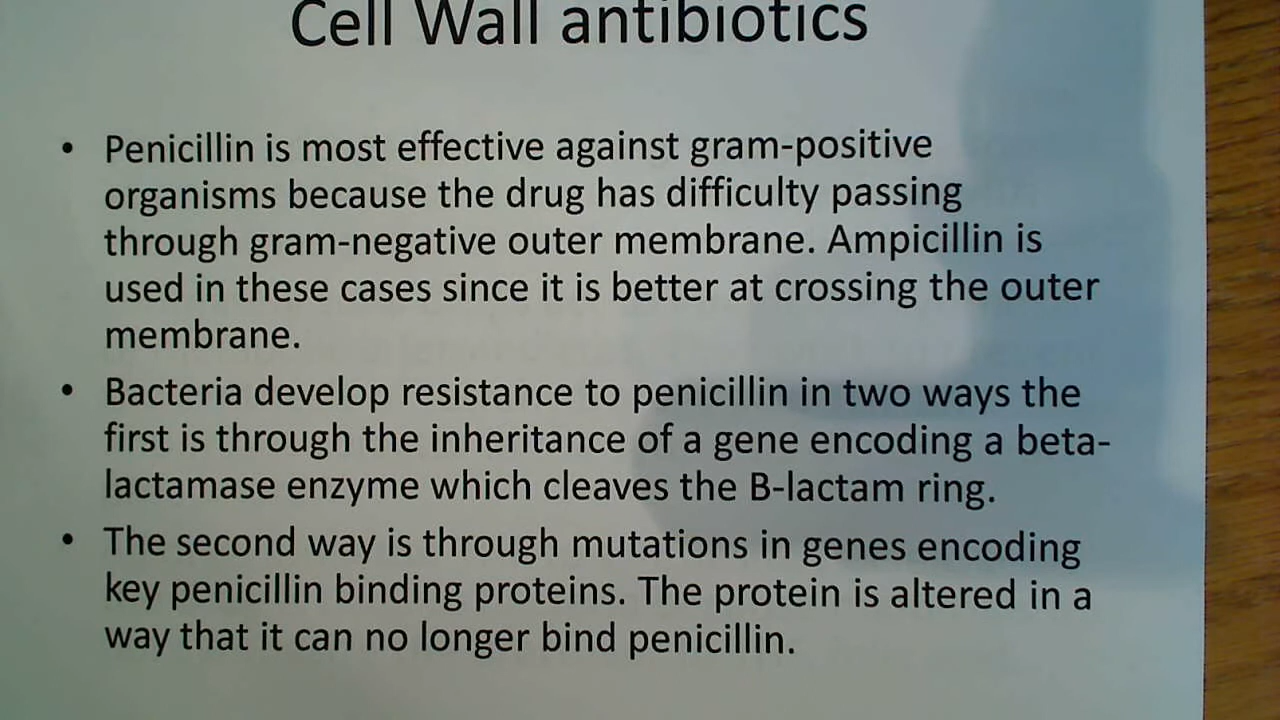 Cell Wall antibiotics
• Penicillin is most effective against gram-positive
organisms because the drug has difficulty passing
through gram-negative outer membrane. Ampicillin is
used in these cases since it is better at crossing the outer
membrane.
• Bacteria develop resistance to penicillin in two ways the
first is through the inheritance of a gene encoding a beta-
lactamase enzyme which cleaves the B-lactam ring.
• The second way is through mutations in genes encoding
key penicillin binding proteins. The protein is altered in a
way that it can no longer bind penicillin.